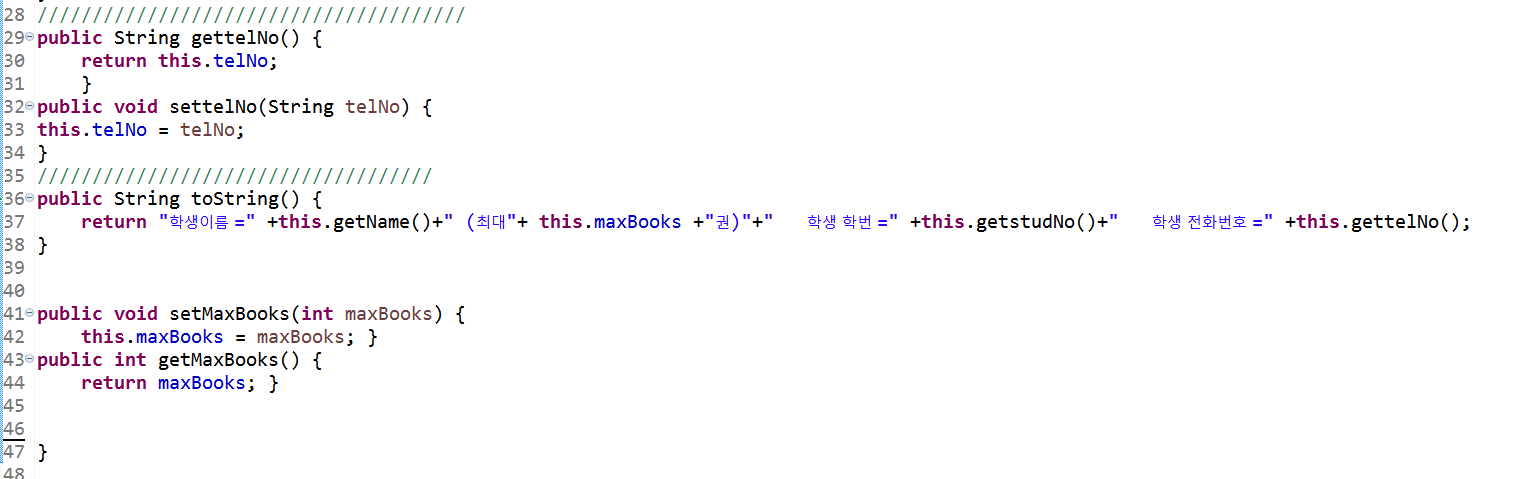 28 ///////////////////////////////////////
29 public String gettelNo() {
30     return this.telNo;
31     }
32 public void settelNo(String telNo) {
33 this.telNo = telNo;
34 }
35 ////////////////////////////////////
36 public String toString() {
37     return "학생이름 =" +this.getName()+" (최대"+ this.maxBooks +"권)"+"   학생 학번 =" +this.getstudNo()+"   학생 전화번호 =" +this.gettelNo();
38 }
39
40
41 public void setMaxBooks(int maxBooks) {
42     this.maxBooks = maxBooks; }
43 public int getMaxBooks() {
44     return maxBooks; }
45
46
47 }
48